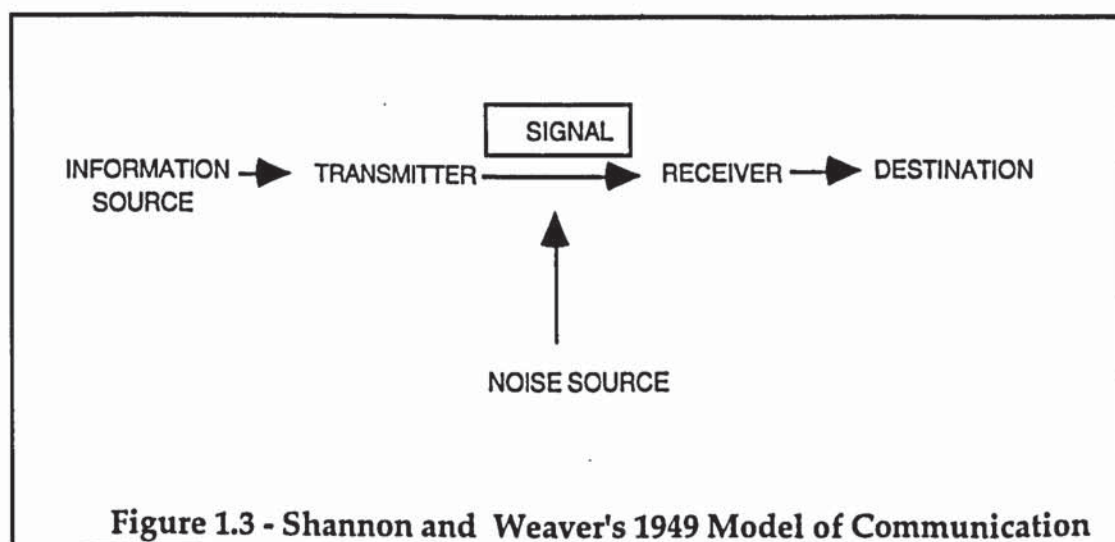 SIGNAL
INFORMATION SOURCE
TRANSMITTER
RECEIVER
DESTINATION
NOISE SOURCE
Figure 1.3 - Shannon and Weaver's 1949 Model of Communication